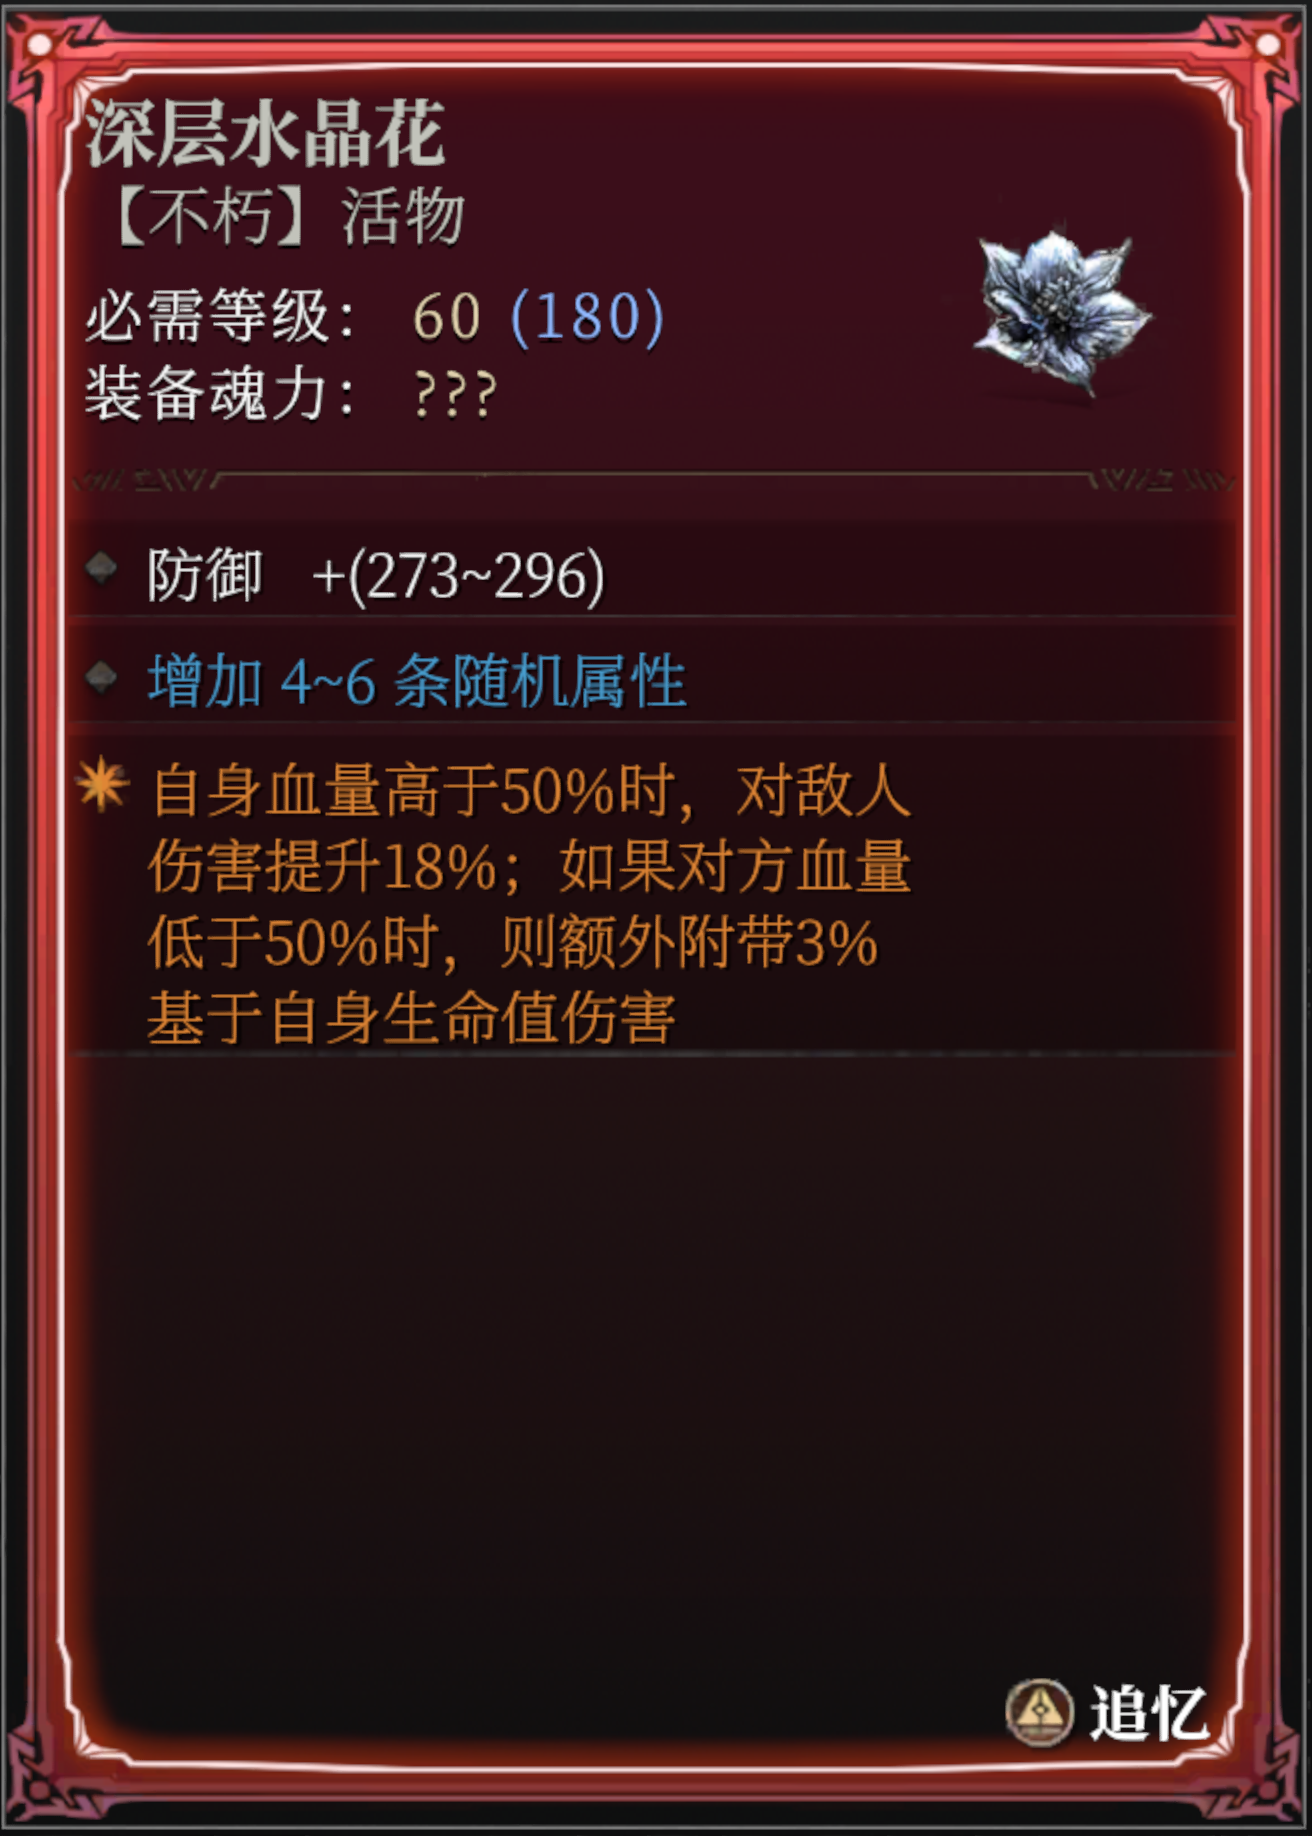 深层水晶花
【不朽】活物
必需等级： 60 (180)
装备魂力： ???
防御 +(273~296)
增加 4~6 条随机属性
自身血量高于50%时，对敌人
伤害提升18%；如果对方血量
低于50%时，则额外附带3%
基于自身生命值伤害
追忆